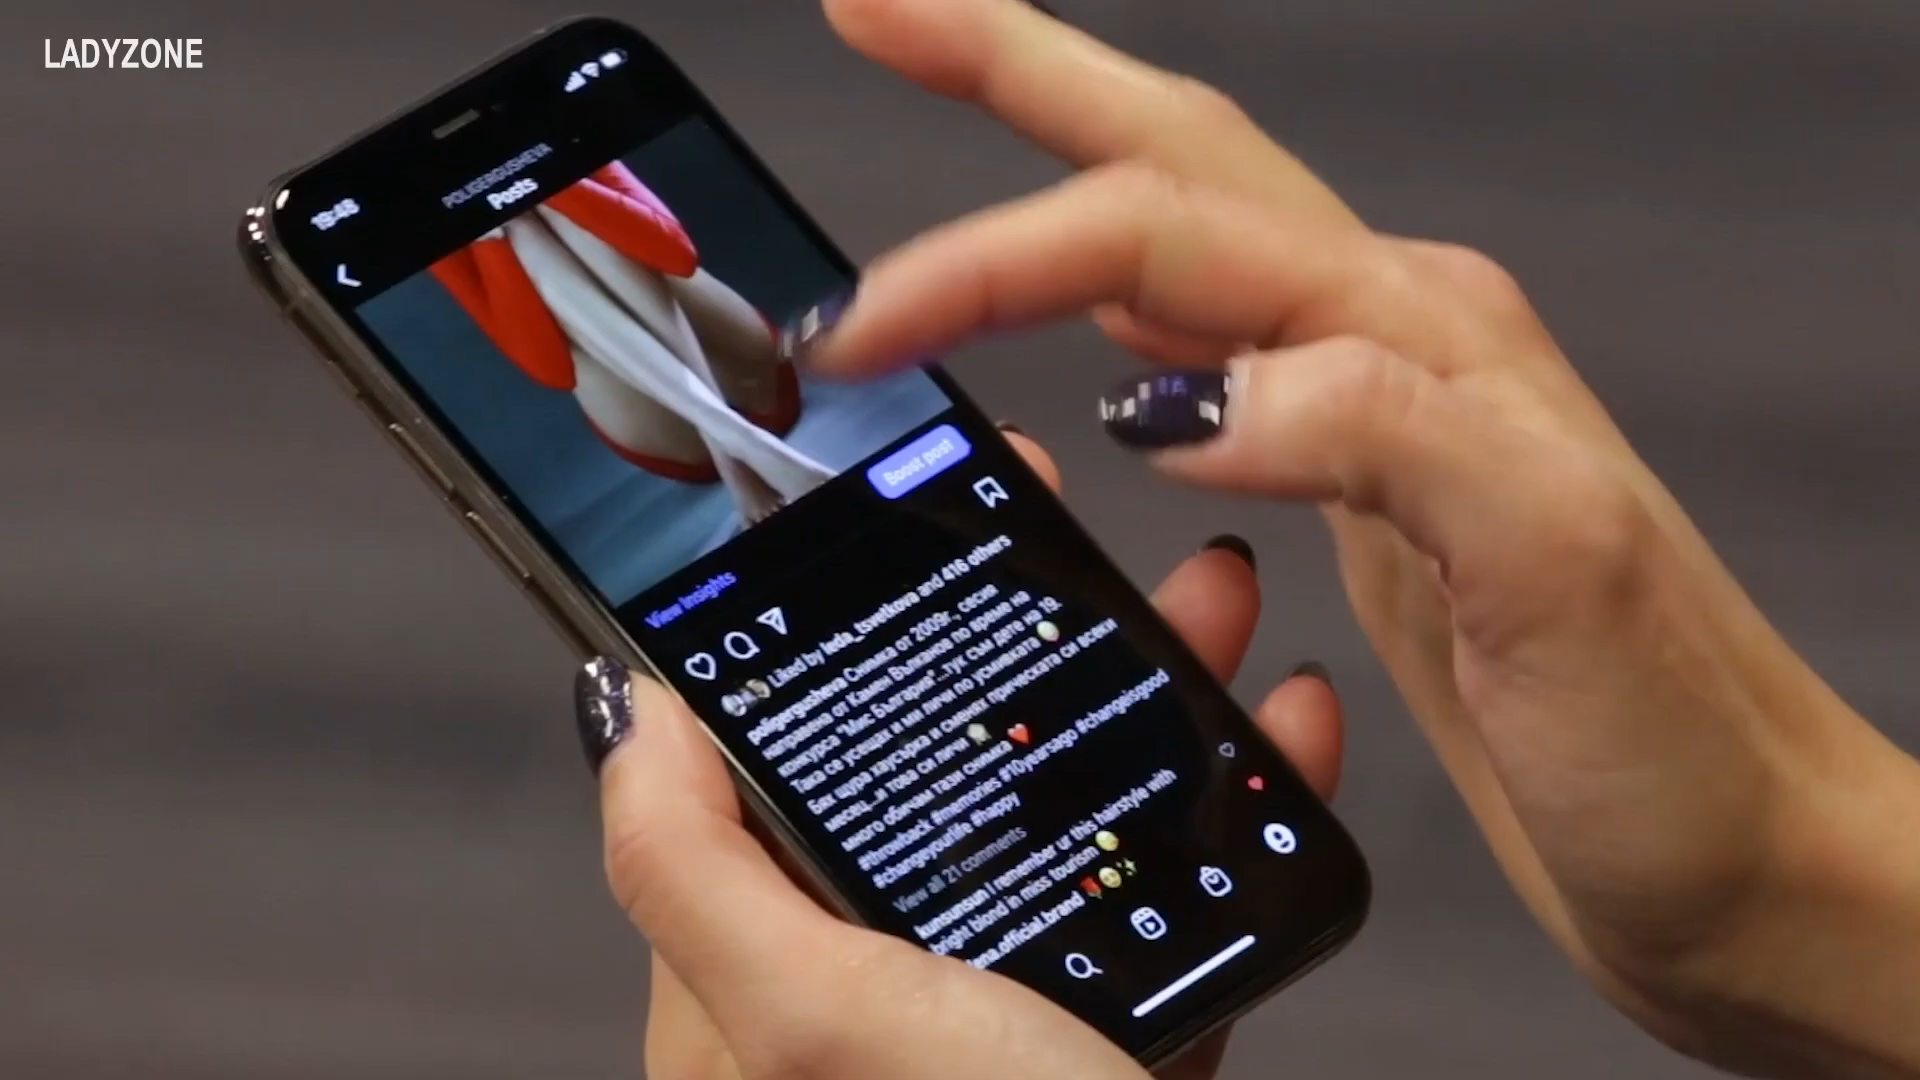 LADYZONE
19:48
POLIGERGUSHEVA
Posts
Boost post
View Insights
Liked by leda_tsvetkova and 416 others
poligergusheva Снимка от 2009г., сесия
направена от Камен Вълканов по време на
конкурса "Мис България"...тук съм дете на 19.
Така се усещах и ми личи по усмивката
Бях щура хаусърка и сменях прическата си всеки
месец...и това си личи
много обичам тази снимка
#throwback #memories #10yearsago #changeisgood
#changeyourlife #happy
View all 21 comments
kunsunsun I remember ur this hairstyle with
bright blond in miss tourism
lena.official.brand